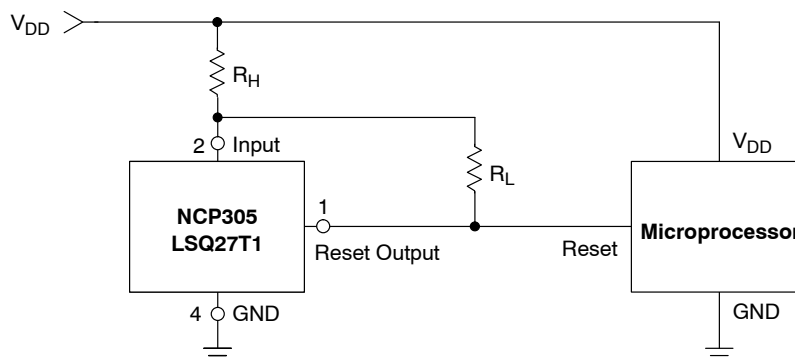 VDD
RH
2 Input
VDD
RL
NCP305
LSQ27T1
1
Reset Output
Reset
Microprocessor
4 GND
GND